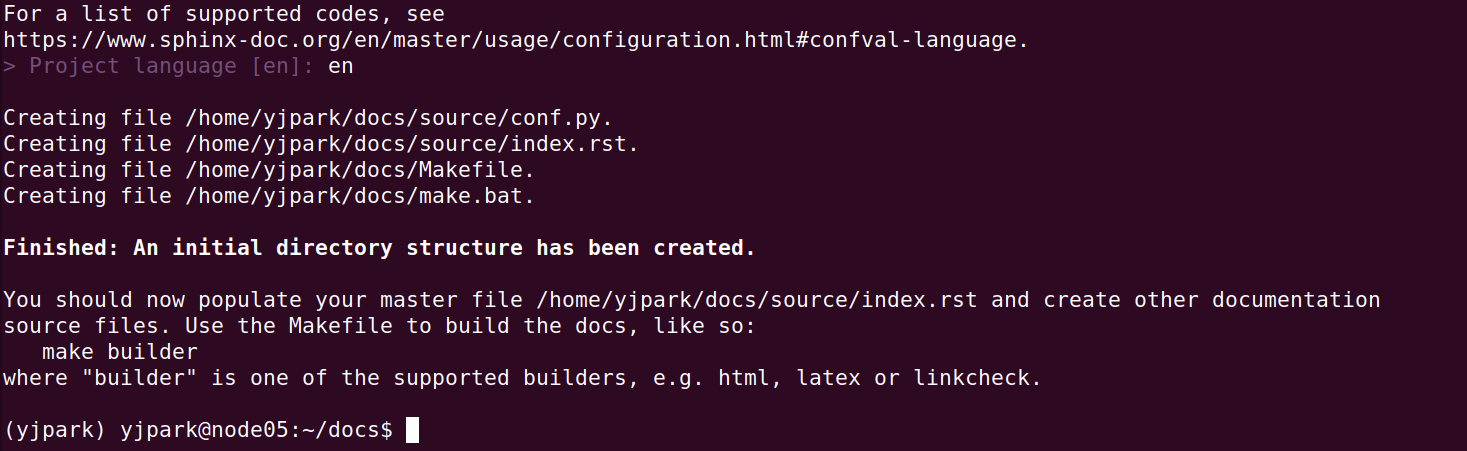 For a list of supported codes, see
https://www.sphinx-doc.org/en/master/usage/configuration.html#confval-language.
> Project language [en]: en
Creating file /home/yjpark/docs/source/conf.py.
Creating file /home/yjpark/docs/source/index.rst.
Creating file /home/yjpark/docs/Makefile.
Creating file /home/yjpark/docs/make.bat.
Finished: An initial directory structure has been created.
You should now populate your master file /home/yjpark/docs/source/index.rst and create other documentation
source files. Use the Makefile to build the docs, like so:
   make builder
where "builder" is one of the supported builders, e.g. html, latex or linkcheck.
(yjpark) yjpark@node05:~/docs$